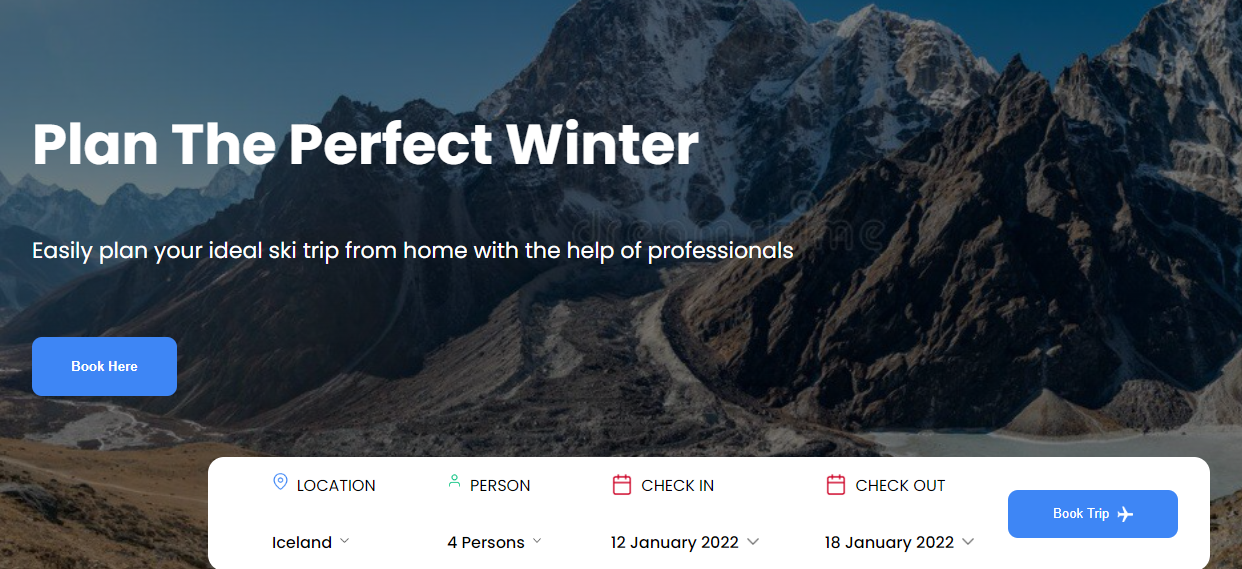 Plan The Perfect Winter
dreamstime
Easily plan your ideal ski trip from home with the help of professionals
Book Here
LOCATION PERSON CHECK IN CHECK OUT
Book Trip
Iceland 4 Persons 12 January 2022 18 January 2022